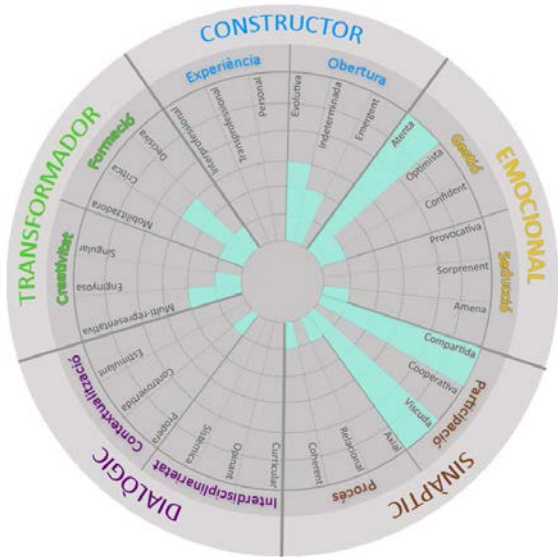 CONSTRUCTOR
Experiència
Obertura
Interprofessional
Transprofessional
Personal
Evolutiva
Indeterminada
Emergent
EMOCIONAL
Gestió
Atenta
Optimista
Confident
Seducció
Provocativa
Sorprenent
Amena
SINÀPTIC
Participació
Compartida
Cooperativa
Viscuda
Procés
Axial
Relacional
Coherent
DIALÒGIC
Interdisciplinarietat
Curricular
Opinant
Sistèmica
Contextualització
Propera
Controvertida
Estimulant
TRANSFORMADOR
Creativitat
Multi-representativa
Enginyosa
Singular
Formació
Mobilitzadora
Crítica
Decisiva